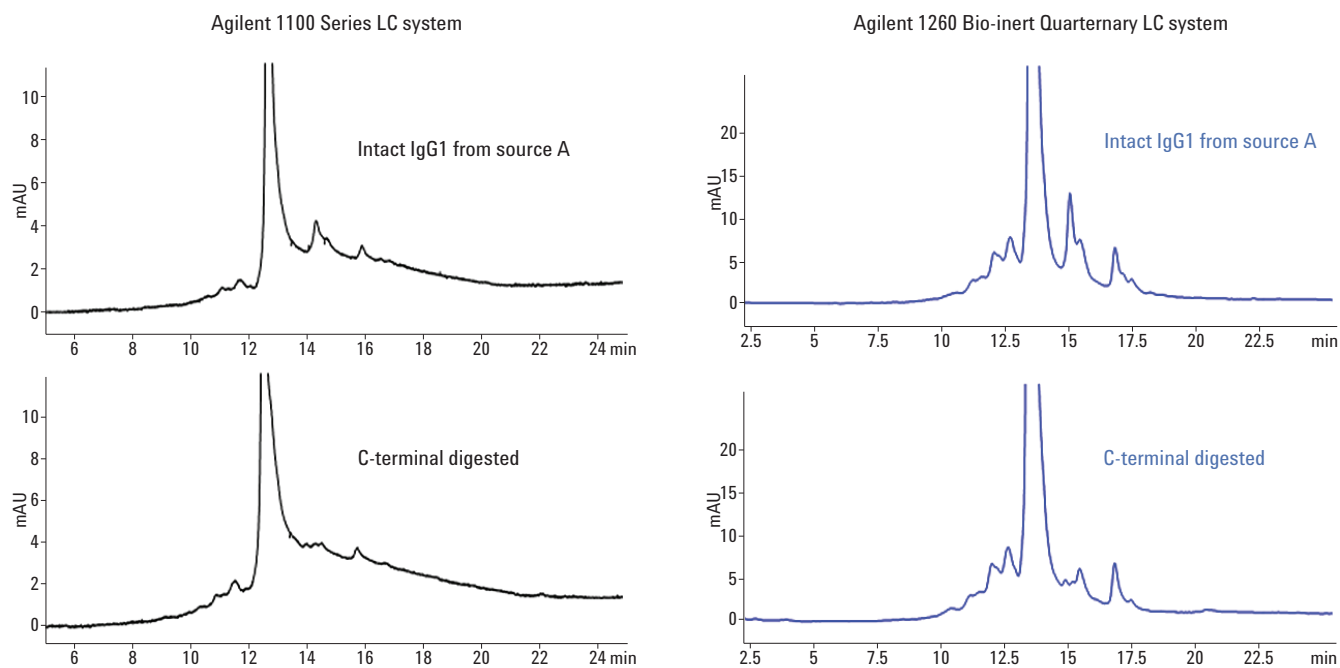 Agilent 1100 Series LC system
Agilent 1260 Bio-inert Quarternary LC system
10
8
6
4
2
0
mAU
Intact IgG1 from source A
6 8 10 12 14 16 18 20 22 24 min
20
15
10
5
0
mAU
Intact IgG1 from source A
2.5 5 7.5 10 12.5 15 17.5 20 22.5 min
10
8
6
4
2
0
mAU
C-terminal digested
6 8 10 12 14 16 18 20 22 24 min
20
15
10
5
0
mAU
C-terminal digested
2.5 5 7.5 10 12.5 15 17.5 20 22.5 min